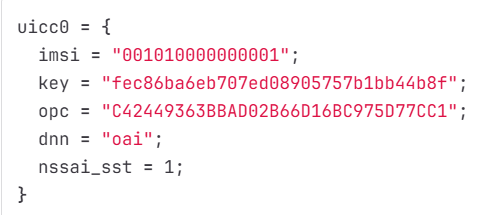 uicc0 = {
  imsi = "001010000000001";
  key = "fec86ba6eb707ed08905757b1bb44b8f";
  opc = "C42449363BBAD02B66D16BC975D77CC1";
  dnn = "oai";
  nssai_sst = 1;
}